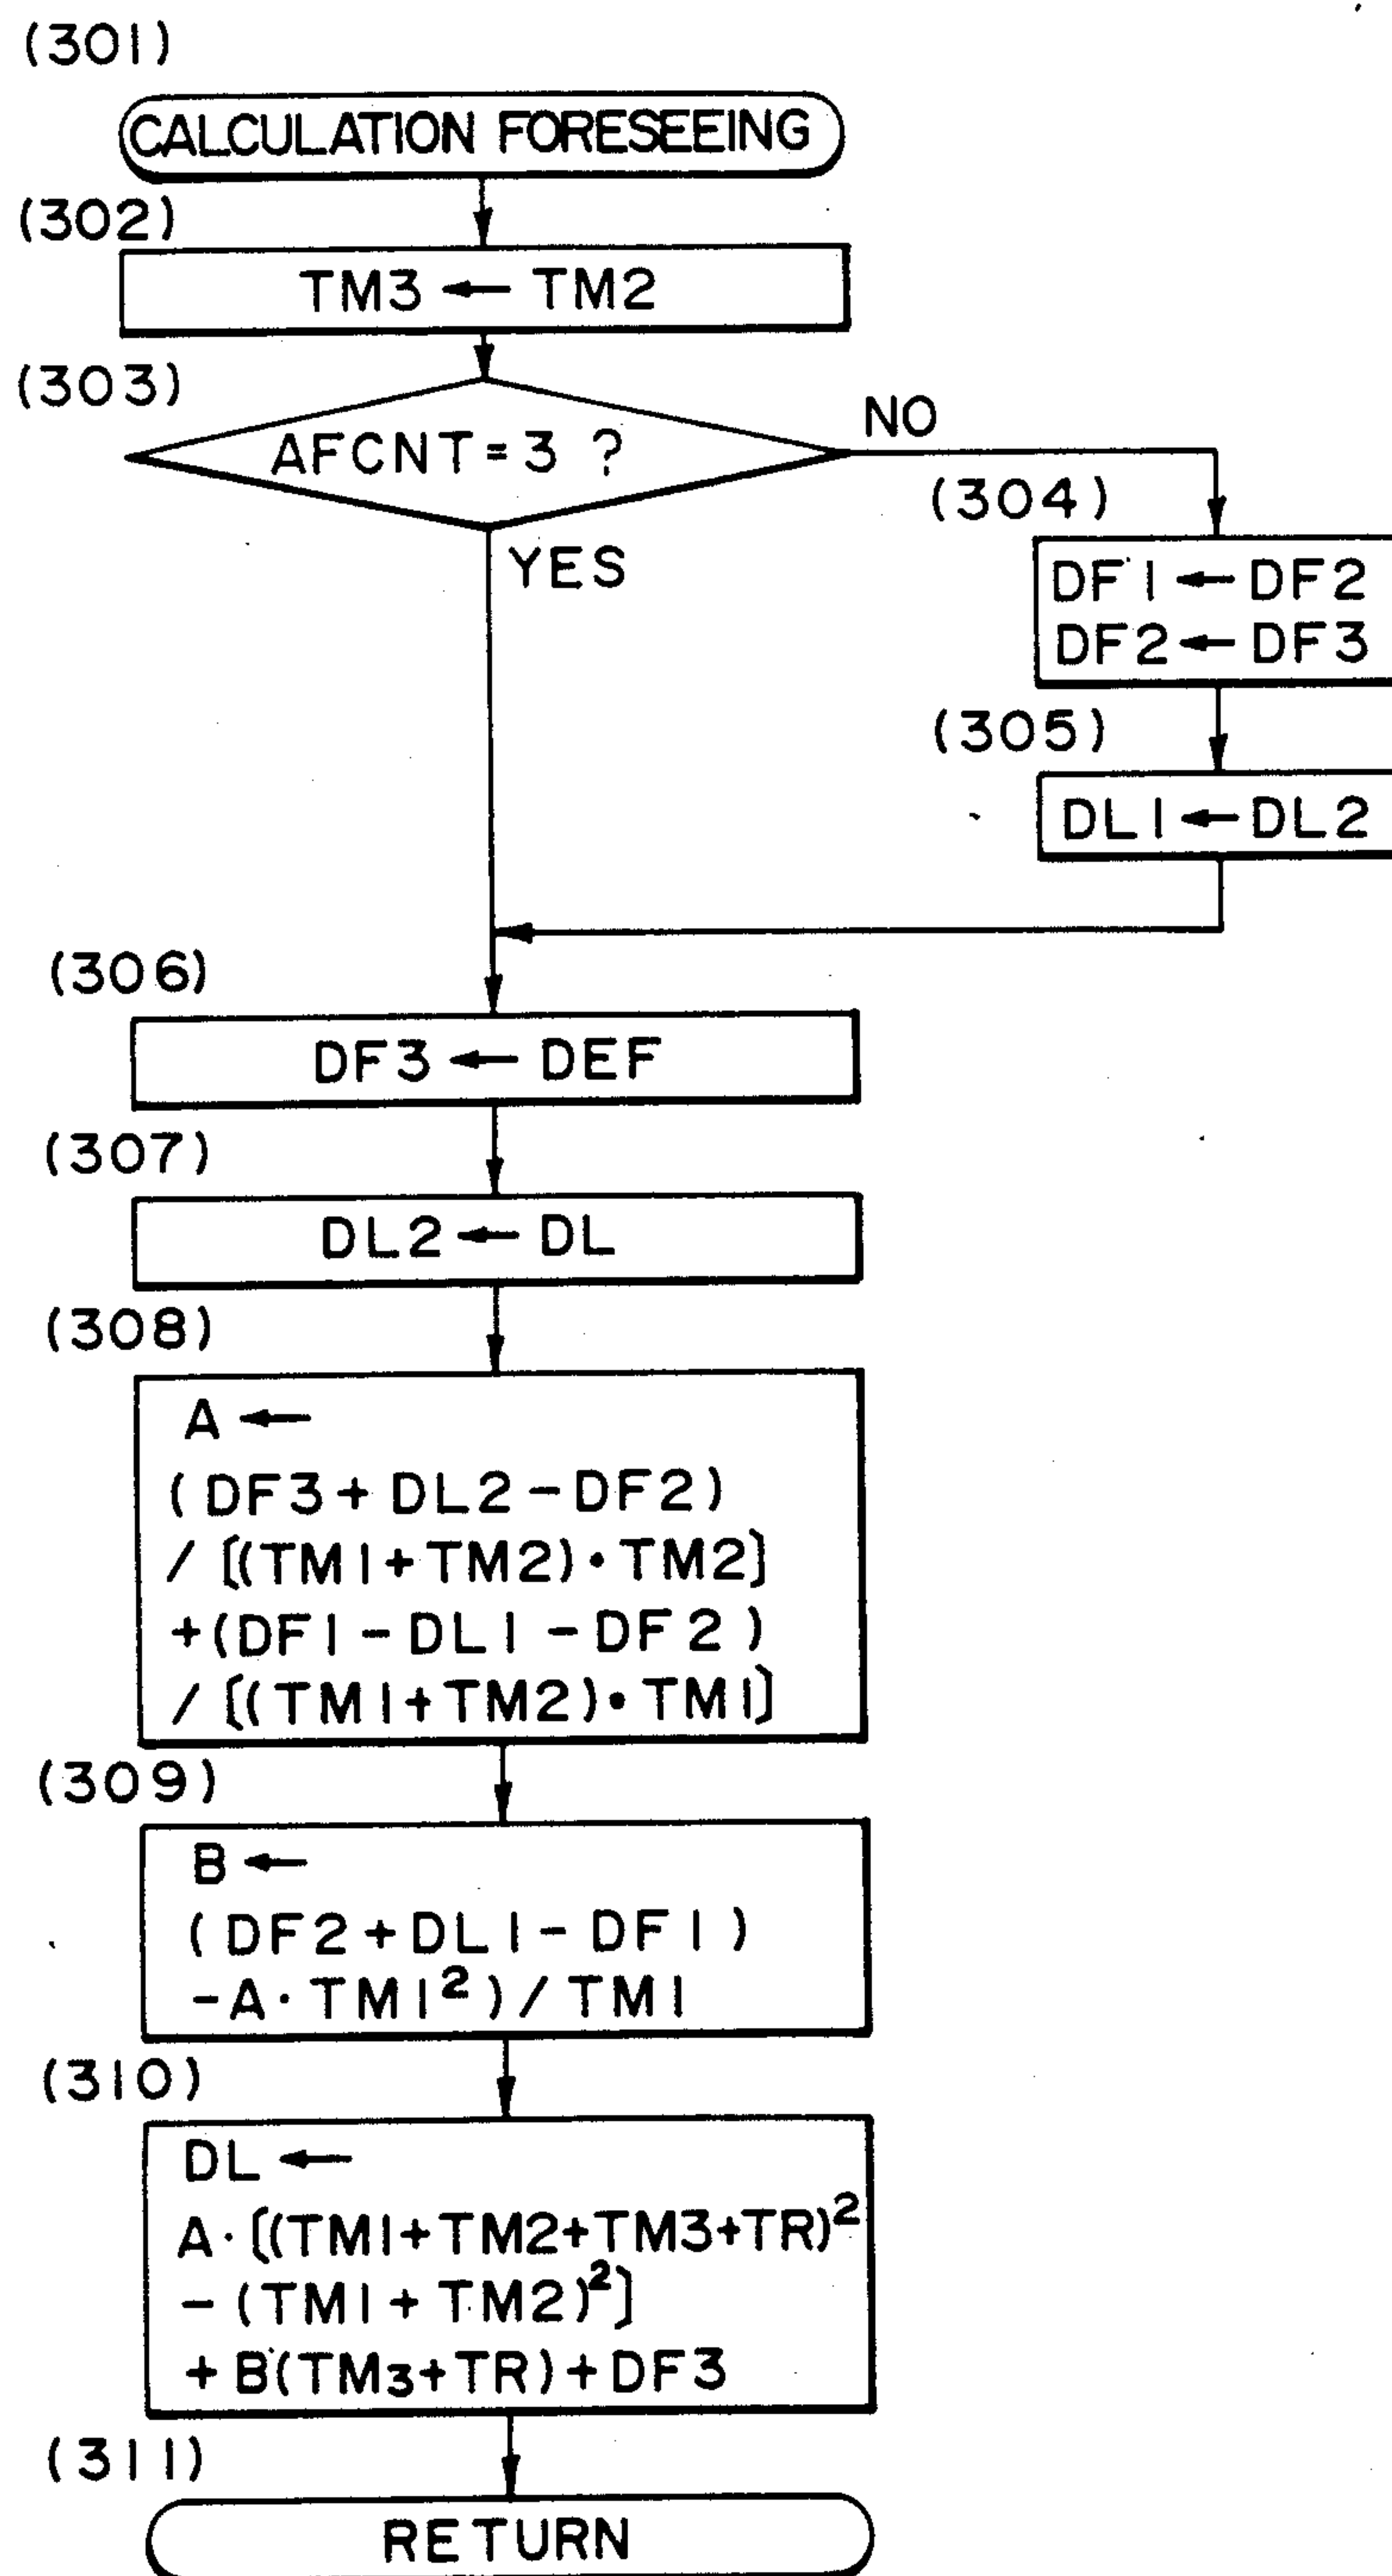 (301)
CALCULATION FORESEEING
(302)
TM3 ← TM2
(303)
AFCNT=3 ?
NO
YES
(304)
DF1 ← DF2
DF2 ← DF3
(305)
DL1 ← DL2
(306)
DF3 ← DEF
(307)
DL2 ← DL
(308)
A ←
(DF3+DL2-DF2)
/ [(TM1+TM2)·TM2]
+(DF1-DL1-DF2)
/ [(TM1+TM2)·TM1]
(309)
B ←
(DF2+DL1-DF1)
-A·TM1²)/TM1
(310)
DL ←
A·[(TM1+TM2+TM3+TR)²
-(TM1+TM2)²]
+B(TM3+TR)+DF3
(311)
RETURN